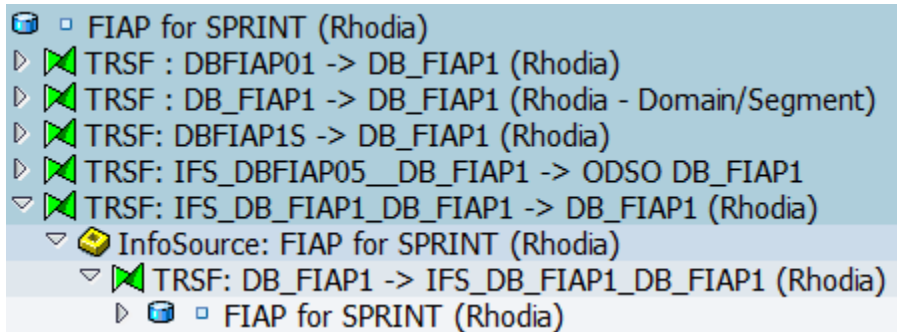 FIAP for SPRINT (Rhodia)
TRSF : DBFIAP01 -> DB_FIAP1 (Rhodia)
TRSF : DB_FIAP1 -> DB_FIAP1 (Rhodia - Domain/Segment)
TRSF: DBFIAP1S -> DB_FIAP1 (Rhodia)
TRSF: IFS_DBFIAP05__DB_FIAP1 -> ODSO DB_FIAP1
TRSF: IFS_DB_FIAP1_DB_FIAP1 -> DB_FIAP1 (Rhodia)
InfoSource: FIAP for SPRINT (Rhodia)
TRSF: DB_FIAP1 -> IFS_DB_FIAP1_DB_FIAP1 (Rhodia)
FIAP for SPRINT (Rhodia)